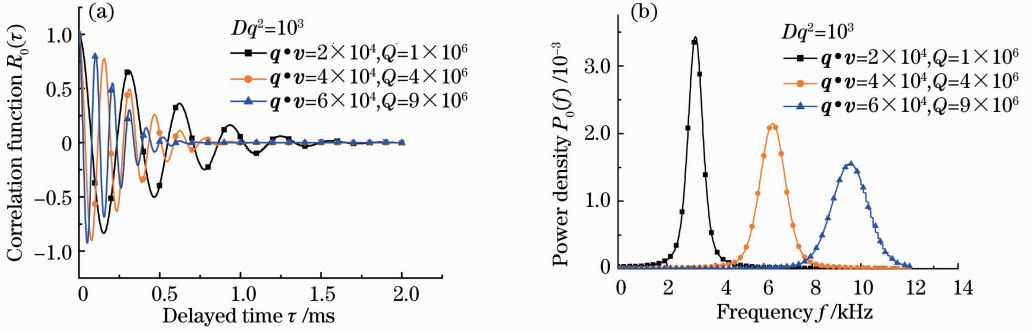 (a)
Dq²=10³
q•v=2×10⁴,Q=1×10⁶
q•v=4×10⁴,Q=4×10⁶
q•v=6×10⁴,Q=9×10⁶
Correlation function R₀(τ)
1.0
0.5
0
−0.5
−1.0
0 0.5 1.0 1.5 2.0
Delayed time τ /ms
(b)
Dq²=10³
q•v=2×10⁴,Q=1×10⁶
q•v=4×10⁴,Q=4×10⁶
q•v=6×10⁴,Q=9×10⁶
Power density P₀(f) /10⁻³
3.0
2.0
1.0
0
0 2 4 6 8 10 12 14
Frequency f /kHz